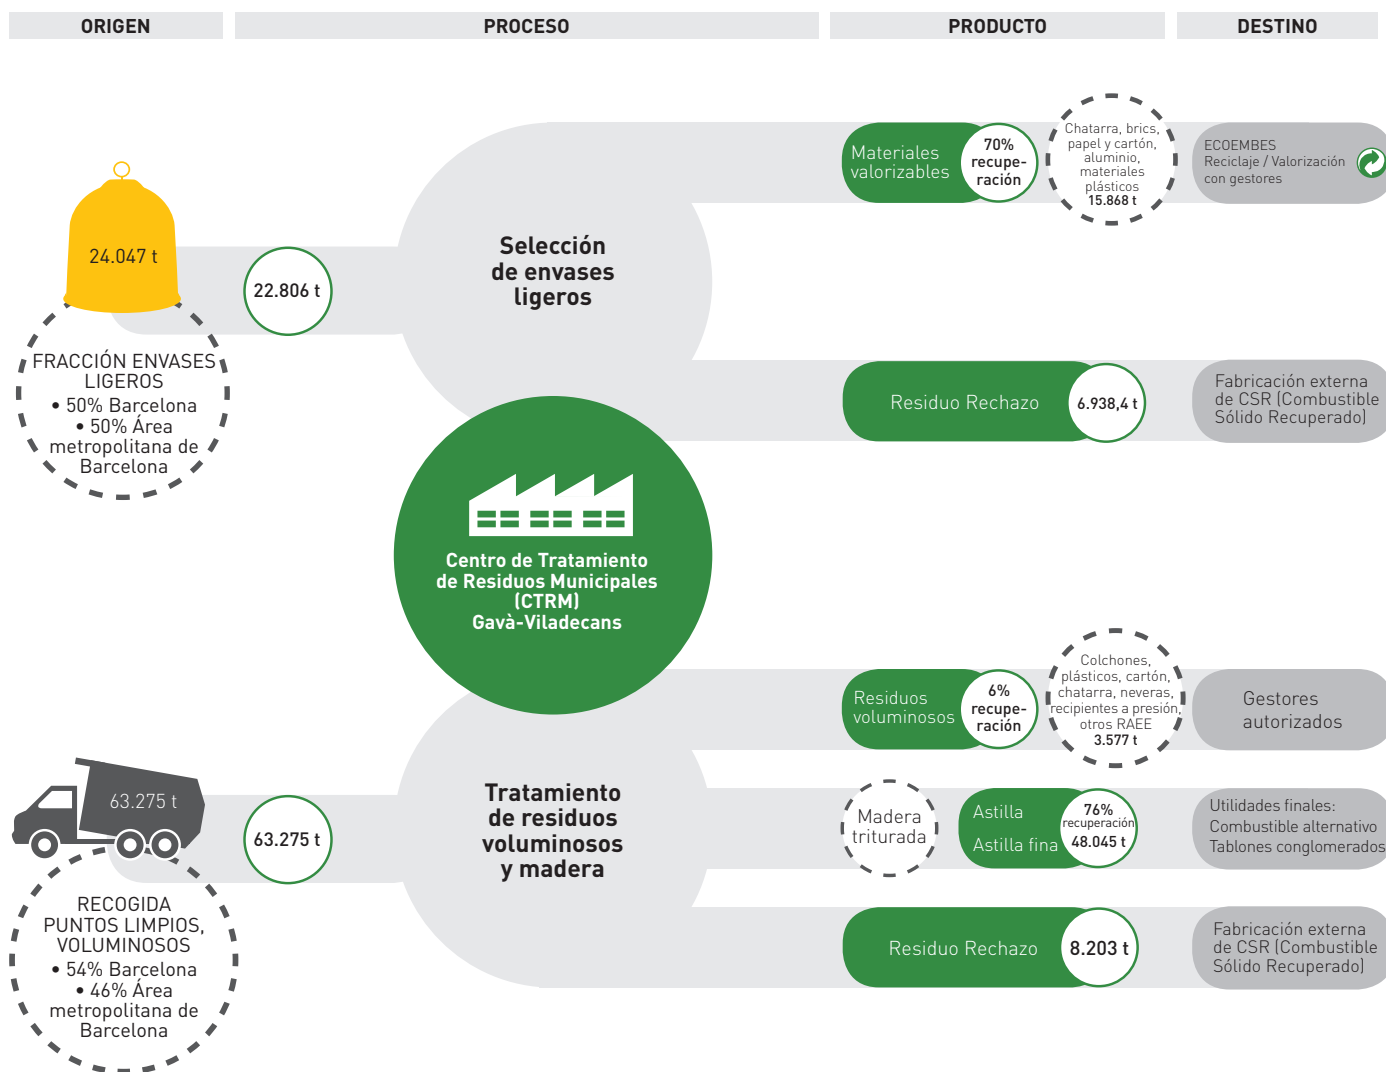 ORIGEN
PROCESO
PRODUCTO
DESTINO
24.047 t
FRACCIÓN ENVASES
LIGEROS
• 50% Barcelona
• 50% Área
metropolitana de
Barcelona
22.806 t
Selección
de envases
ligeros
Materiales
valorizables
70%
recupe-
ración
Chatarra, brics,
papel y cartón,
aluminio,
materiales
plásticos
15.868 t
ECOEMBES
Reciclaje / Valorización
con gestores
Residuo Rechazo
6.938,4 t
Fabricación externa
de CSR (Combustible
Sólido Recuperado)
Centro de Tratamiento
de Residuos Municipales
(CTRM)
Gavà-Viladecans
63.275 t
RECOGIDA
PUNTOS LIMPIOS,
VOLUMINOSOS
• 54% Barcelona
• 46% Área
metropolitana de
Barcelona
63.275 t
Tratamiento
de residuos
voluminosos
y madera
Residuos
voluminosos
6%
recupe-
ración
Colchones,
plásticos, cartón,
chatarra, neveras,
recipientes a presión,
otros RAEE
3.577 t
Gestores
autorizados
Madera
triturada
Astilla
Astilla fina
76%
recuperación
48.045 t
Utilidades finales:
Combustible alternativo
Tablones conglomerados
Residuo Rechazo
8.203 t
Fabricación externa
de CSR (Combustible
Sólido Recuperado)